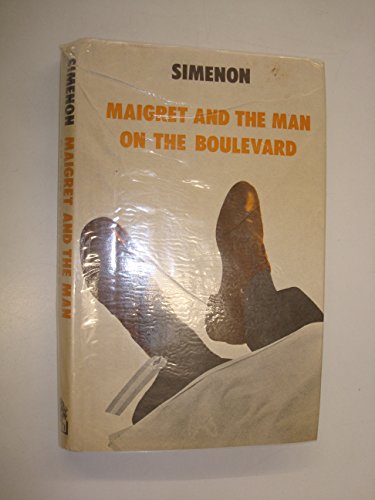 SIMENON
MAIGRET AND THE MAN
ON THE BOULEVARD
SIMENON MAIGRET AND THE MAN